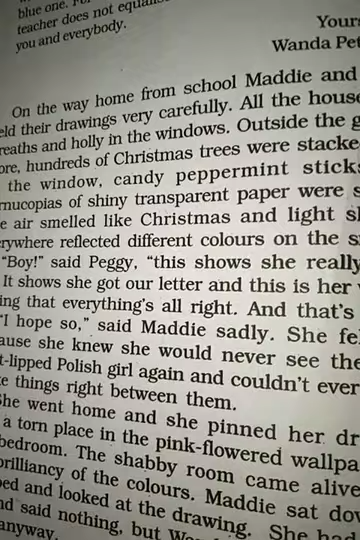 blue one. For
teacher does not equal
you and everybody.
Yours
Wanda Pet
On the way home from school Maddie and
eld their drawings very carefully. All the house
reaths and holly in the windows. Outside the g
ore, hundreds of Christmas trees were stacke
the window, candy peppermint sticks
rnucopias of shiny transparent paper were s
e air smelled like Christmas and light s
rywhere reflected different colours on the s
"Boy!" said Peggy, "this shows she really
It shows she got our letter and this is her
ing that everything's all right. And that's
"I hope so," said Maddie sadly. She fe
ause she knew she would never see the
t-lipped Polish girl again and couldn't ever
e things right between them.
She went home and she pinned her dr
a torn place in the pink-flowered wallpa
bedroom. The shabby room came alive
brilliancy of the colours. Maddie sat dow
bed and looked at the drawing. She had
nd said nothing, but Wa
anyway.